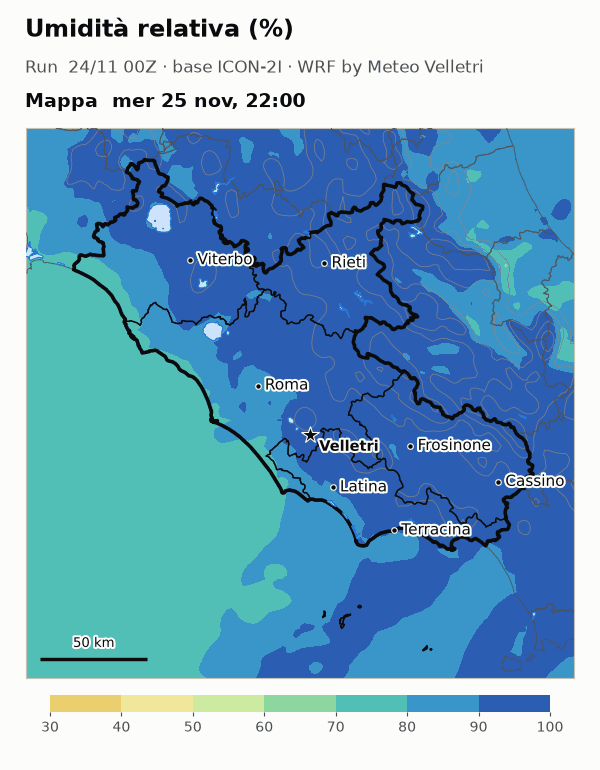 Umidità relativa (%)
Run  24/11 00Z · base ICON-2I · WRF by Meteo Velletri
Mappa  mer 25 nov, 22:00
Viterbo
Rieti
Roma
Velletri
Frosinone
Cassino
Latina
Terracina
50 km
30 40 50 60 70 80 90 100